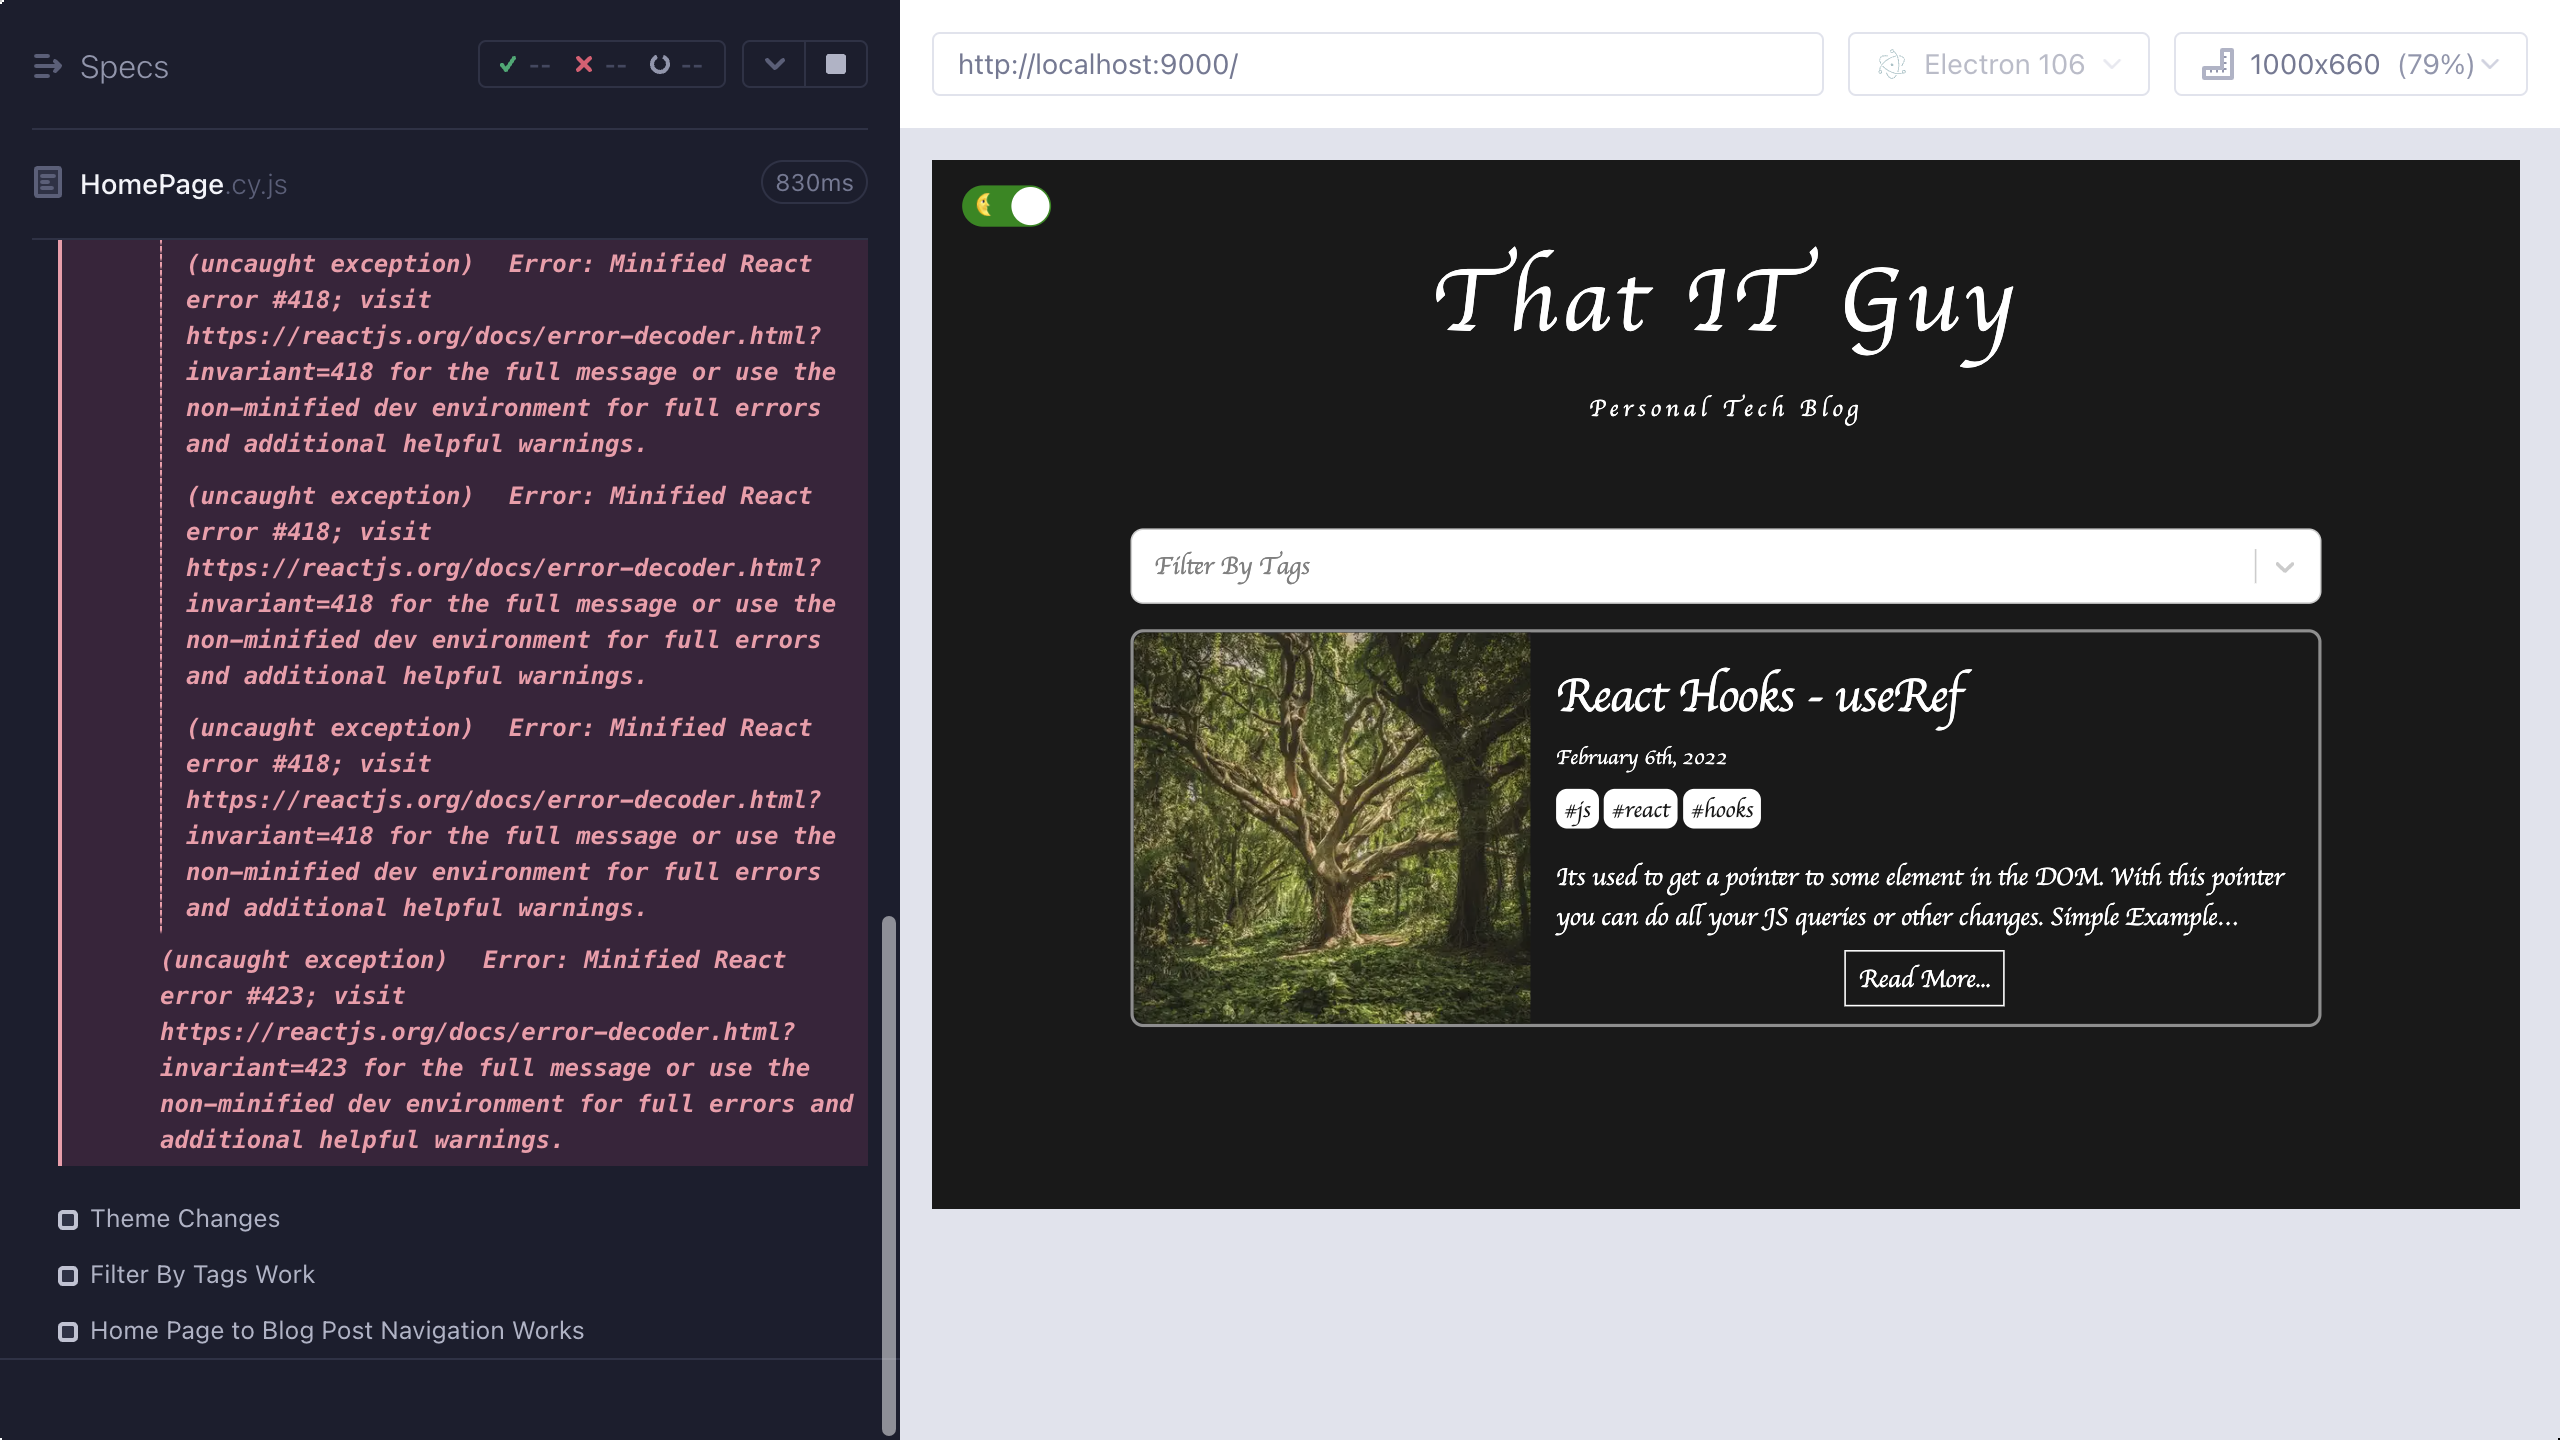 Specs
--
--
--
HomePage.cy.js
830ms
(uncaught exception) Error: Minified React
error #418; visit
https://reactjs.org/docs/error-decoder.html?
invariant=418 for the full message or use the
non-minified dev environment for full errors
and additional helpful warnings.
(uncaught exception) Error: Minified React
error #418; visit
https://reactjs.org/docs/error-decoder.html?
invariant=418 for the full message or use the
non-minified dev environment for full errors
and additional helpful warnings.
(uncaught exception) Error: Minified React
error #418; visit
https://reactjs.org/docs/error-decoder.html?
invariant=418 for the full message or use the
non-minified dev environment for full errors
and additional helpful warnings.
(uncaught exception) Error: Minified React
error #423; visit
https://reactjs.org/docs/error-decoder.html?
invariant=423 for the full message or use the
non-minified dev environment for full errors and
additional helpful warnings.
Theme Changes
Filter By Tags Work
Home Page to Blog Post Navigation Works
http://localhost:9000/
Electron 106
1000x660 (79%)
That IT Guy
Personal Tech Blog
Filter By Tags
React Hooks - useRef
February 6th, 2022
#js #react #hooks
Its used to get a pointer to some element in the DOM. With this pointer
you can do all your JS queries or other changes. Simple Example…
Read More...